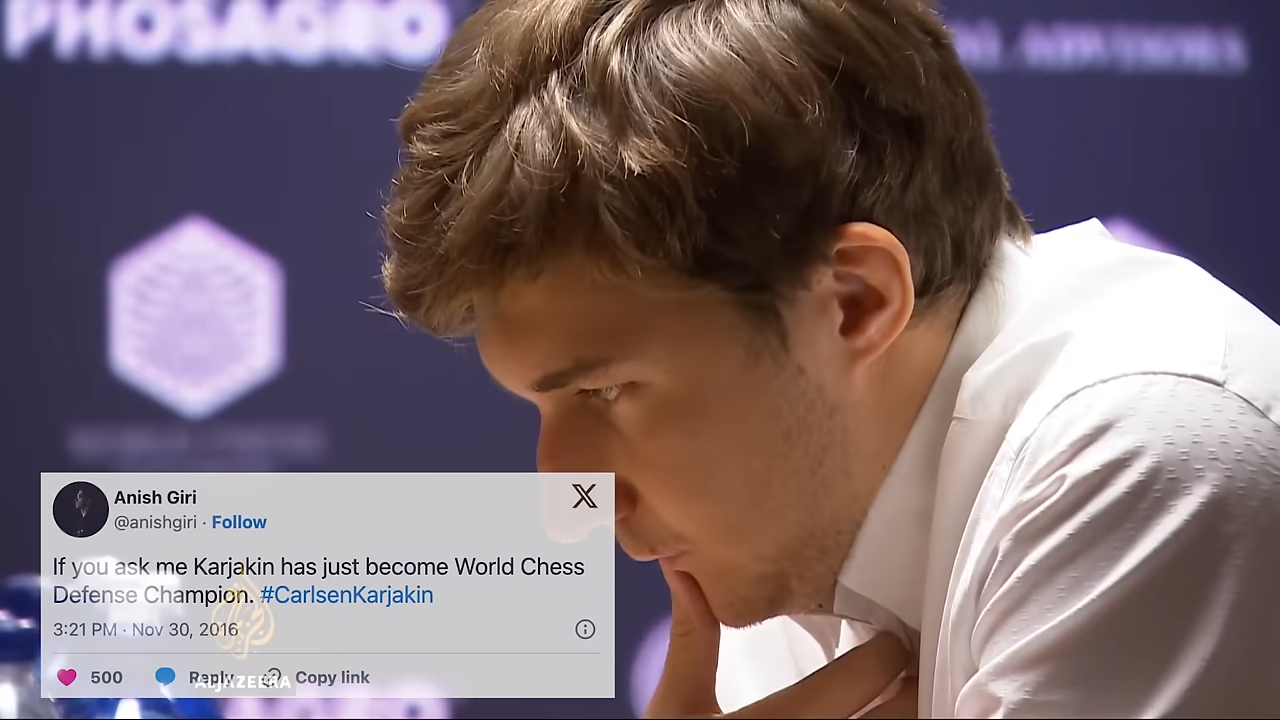 PHOSAGRO
Anish Giri
@anishgiri · Follow
If you ask me Karjakin has just become World Chess
Defense Champion. #CarlsenKarjakin
3:21 PM · Nov 30, 2016
500 Reply Copy link
ALJAZEERA